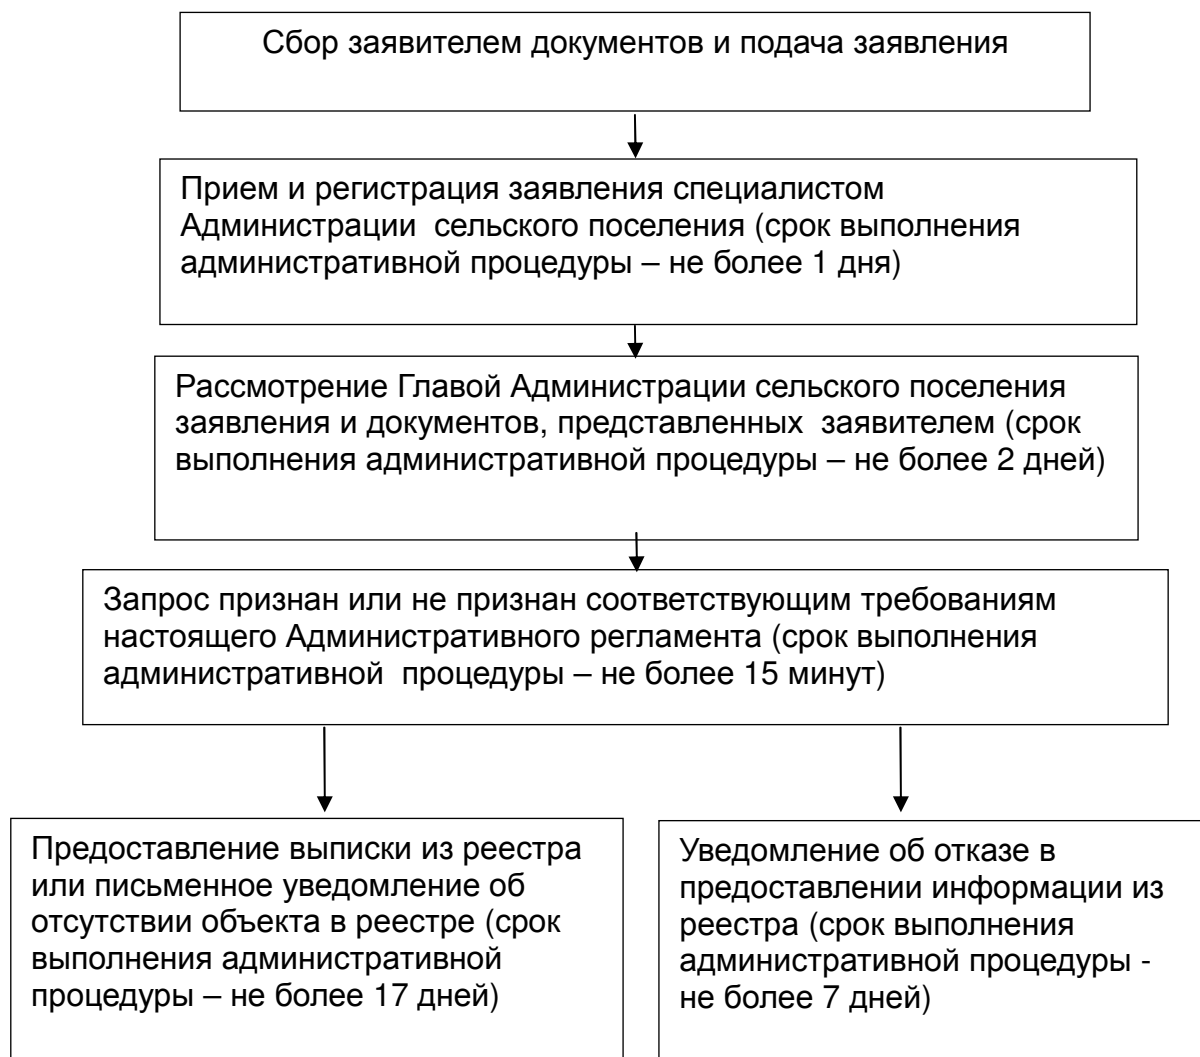 Сбор заявителем документов и подача заявления
Прием и регистрация заявления специалистом
Администрации  сельского поселения (срок выполнения
административной процедуры – не более 1 дня)
Рассмотрение Главой Администрации сельского поселения
заявления и документов, представленных  заявителем (срок
выполнения административной процедуры – не более 2 дней)
Запрос признан или не признан соответствующим требованиям
настоящего Административного регламента (срок выполнения
административной  процедуры – не более 15 минут)
Предоставление выписки из реестра
или письменное уведомление об
отсутствии объекта в реестре (срок
выполнения административной
процедуры – не более 17 дней)
Уведомление об отказе в
предоставлении информации из
реестра (срок выполнения
административной процедуры -
не более 7 дней)